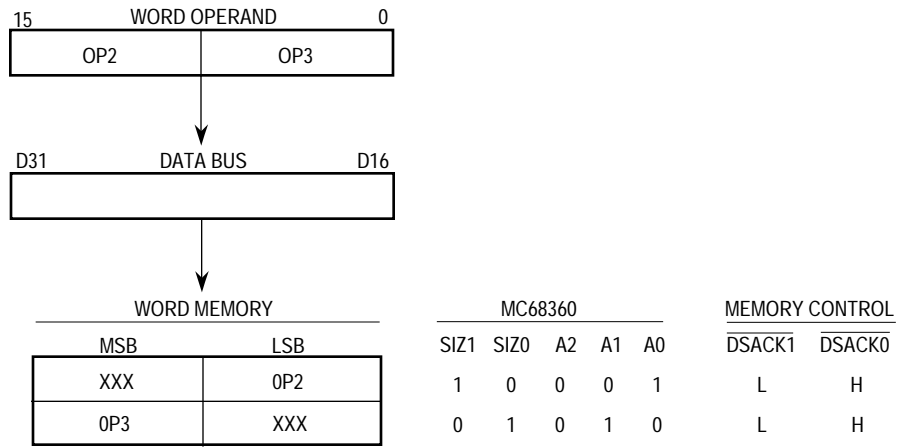 15 WORD OPERAND 0
OP2 OP3
D31 DATA BUS D16
WORD MEMORY MC68360 MEMORY CONTROL
MSB LSB SIZ1 SIZ0 A2 A1 A0 DSACK1 DSACK0
XXX 0P2 1 0 0 0 1 L H
0P3 XXX 0 1 0 1 0 L H